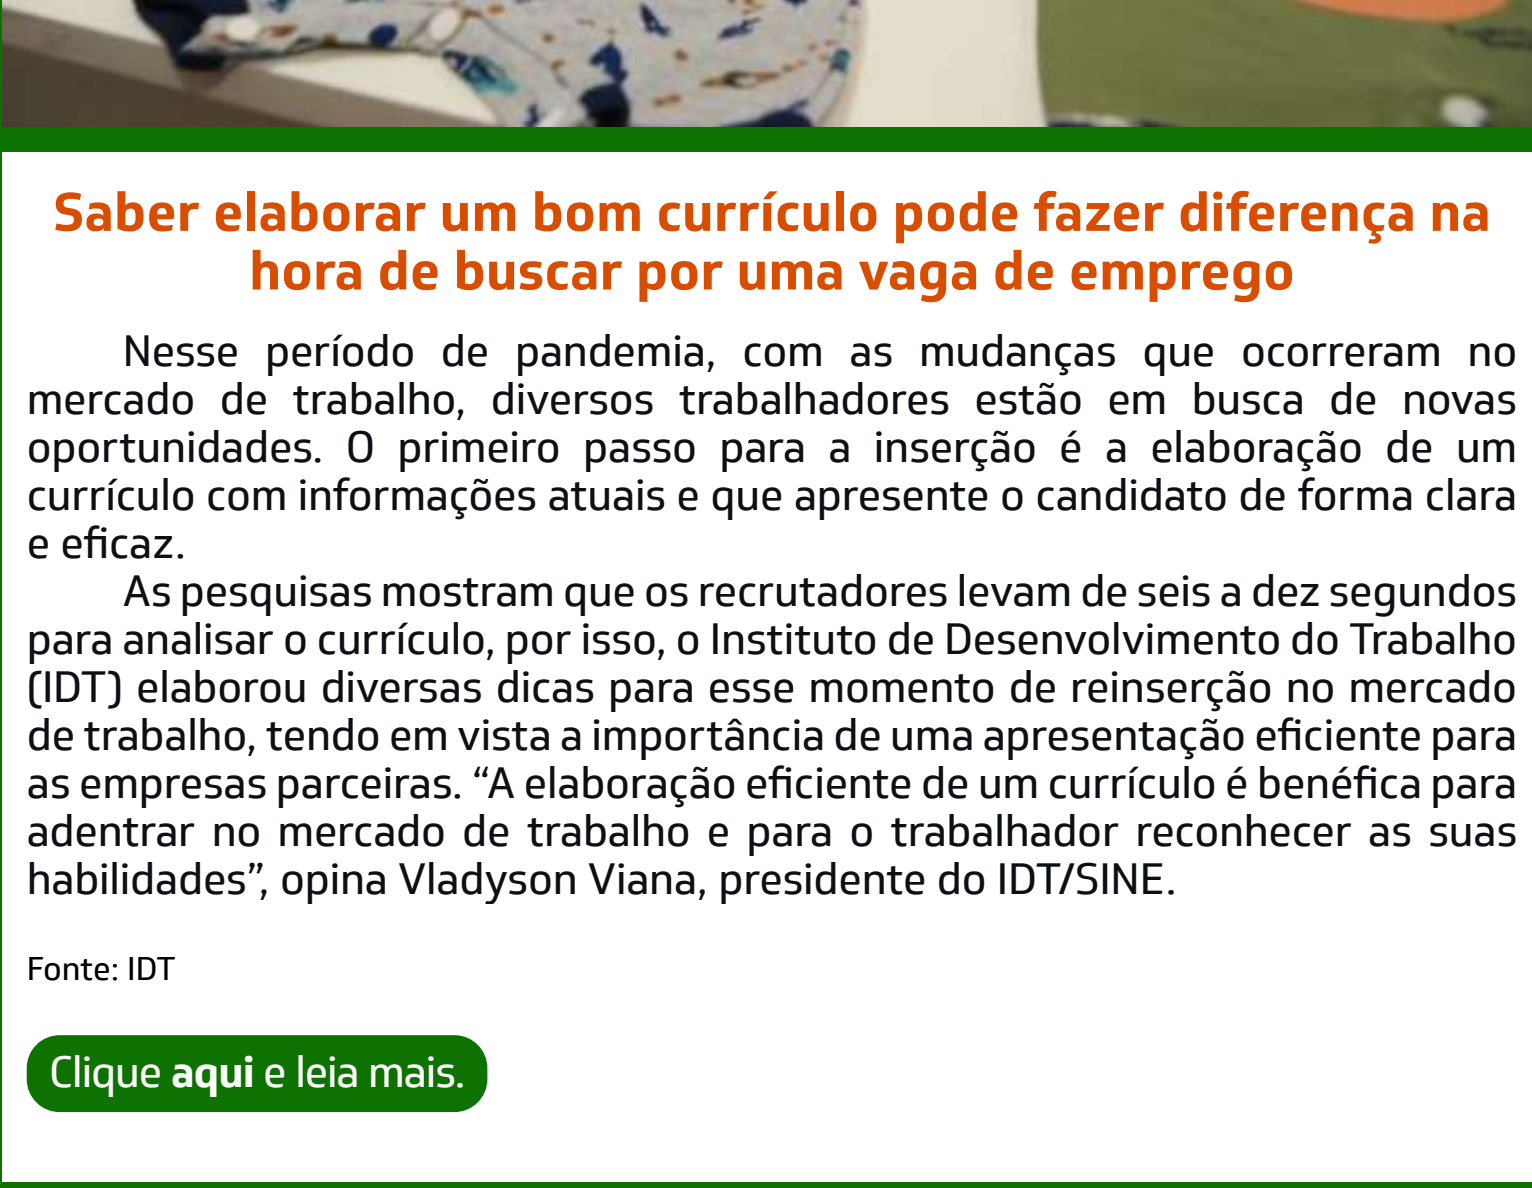 Saber elaborar um bom currículo pode fazer diferença na
hora de buscar por uma vaga de emprego
Nesse período de pandemia, com as mudanças que ocorreram no
mercado de trabalho, diversos trabalhadores estão em busca de novas
oportunidades. O primeiro passo para a inserção é a elaboração de um
currículo com informações atuais e que apresente o candidato de forma clara
e eficaz.
As pesquisas mostram que os recrutadores levam de seis a dez segundos
para analisar o currículo, por isso, o Instituto de Desenvolvimento do Trabalho
(IDT) elaborou diversas dicas para esse momento de reinserção no mercado
de trabalho, tendo em vista a importância de uma apresentação eficiente para
as empresas parceiras. “A elaboração eficiente de um currículo é benéfica para
adentrar no mercado de trabalho e para o trabalhador reconhecer as suas
habilidades”, opina Vladyson Viana, presidente do IDT/SINE.
Fonte: IDT
Clique aqui e leia mais.